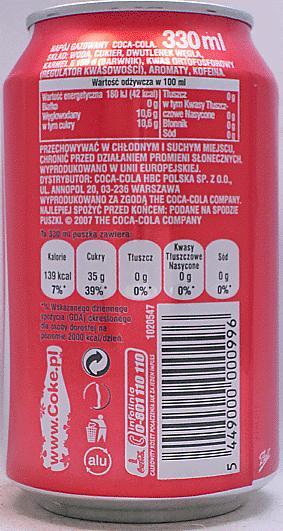 NAPÓJ GAZOWANY COCA-COLA. 330 ml
SKŁAD: WODA, CUKIER, DWUTLENEK WĘGLA,
KARMEL E 150d (BARWNIK), KWAS ORTOFOSFOROWY
(REGULATOR KWASOWOŚCI), AROMATY, KOFEINA.
Wartość odżywcza w 100 ml
Wartość energetyczna 180 kJ (42 kcal)
Białko 0 g
Węglowodany 10,6 g
w tym cukry 10,6 g
Tłuszcz 0 g
w tym Kwasy Tłuszczowe Nasycone 0 g
Błonnik 0 g
Sód 0 g
PRZECHOWYWAĆ W CHŁODNYM I SUCHYM MIEJSCU,
CHRONIĆ PRZED DZIAŁANIEM PROMIENI SŁONECZNYCH.
WYPRODUKOWANO W UNII EUROPEJSKIEJ.
DYSTRYBUTOR: COCA-COLA HBC POLSKA SP. Z O.O.,
UL. ANNOPOL 20, 03-236 WARSZAWA
WYPRODUKOWANO ZA ZGODĄ THE COCA-COLA COMPANY.
NAJLEPIEJ SPOŻYĆ PRZED KOŃCEM: PODANE NA SPODZIE
PUSZKI. © 2007 THE COCA-COLA COMPANY
Ta 330 ml puszka zawiera:
Kalorie 139 kcal 7%*
Cukry 35 g 39%*
Tłuszcz 0 g 0%*
Kwasy Tłuszczowe Nasycone 0 g 0%*
Sód 0 g 0%*
*% Wskazanego dziennego
spożycia (GDA) określonego
dla osoby dorosłej na
poziomie 2000 kcal/dzień.
1020547
www.Coke.pl
alu
infolinia
0-801 110 110
5 449000 000996